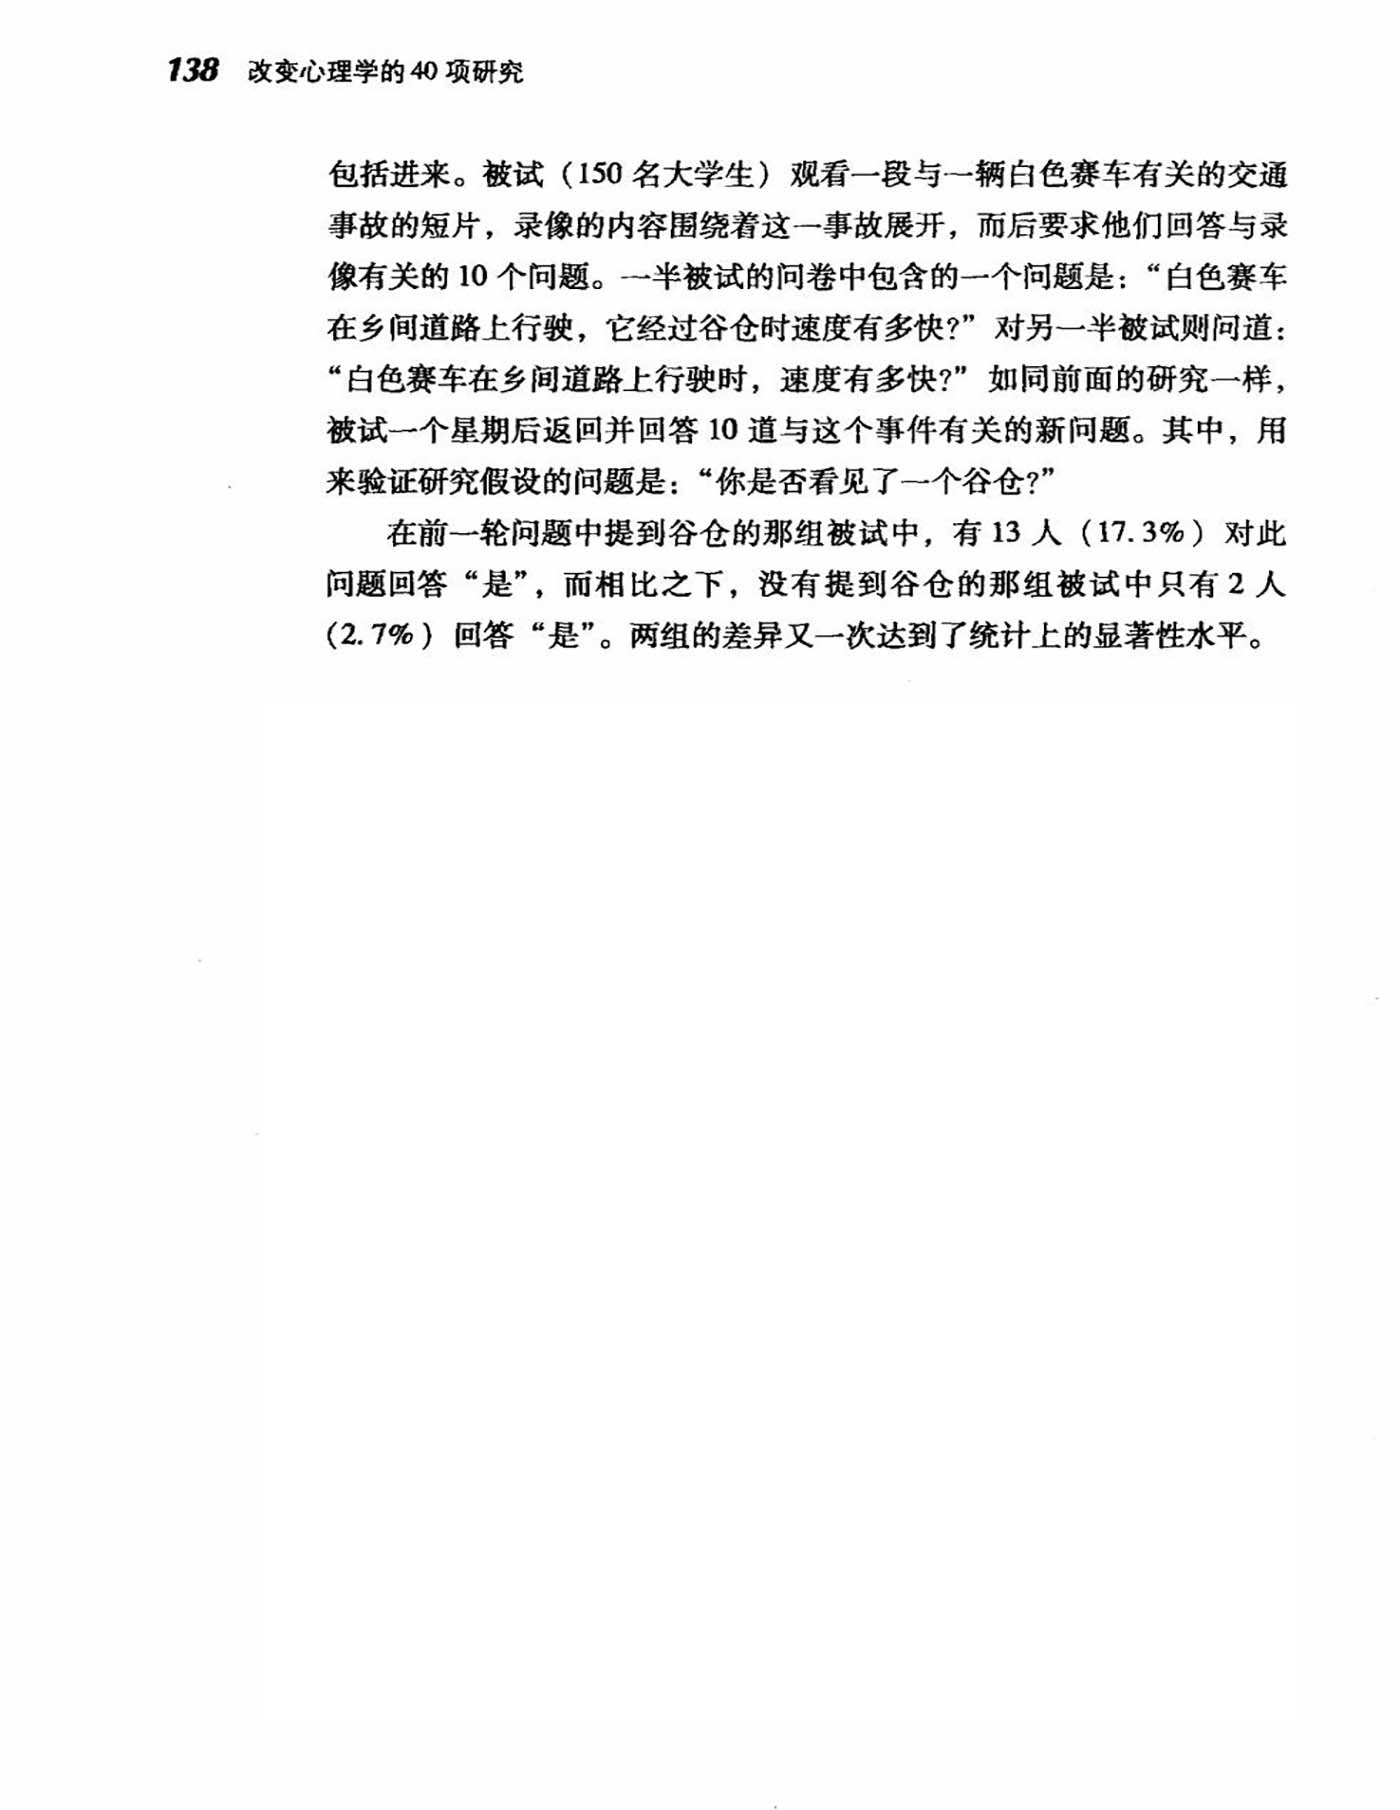 138 改变心理学的40项研究
包括进来。被试（150名大学生）观看一段与一辆白色赛车有关的交通
事故的短片，录像的内容围绕着这一事故展开，而后要求他们回答与录
像有关的10个问题。一半被试的问卷中包含的一个问题是：“白色赛车
在乡间道路上行驶，它经过谷仓时速度有多快?”对另一半被试则问道：
“白色赛车在乡间道路上行驶时，速度有多快?”如同前面的研究一样，
被试一个星期后返回并回答10道与这个事件有关的新问题。其中，用
来验证研究假设的问题是：“你是否看见了一个谷仓?”
在前一轮问题中提到谷仓的那组被试中，有13人（17.3%）对此
问题回答“是”，而相比之下，没有提到谷仓的那组被试中只有2人
（2.7%）回答“是”。两组的差异又一次达到了统计上的显著性水平。